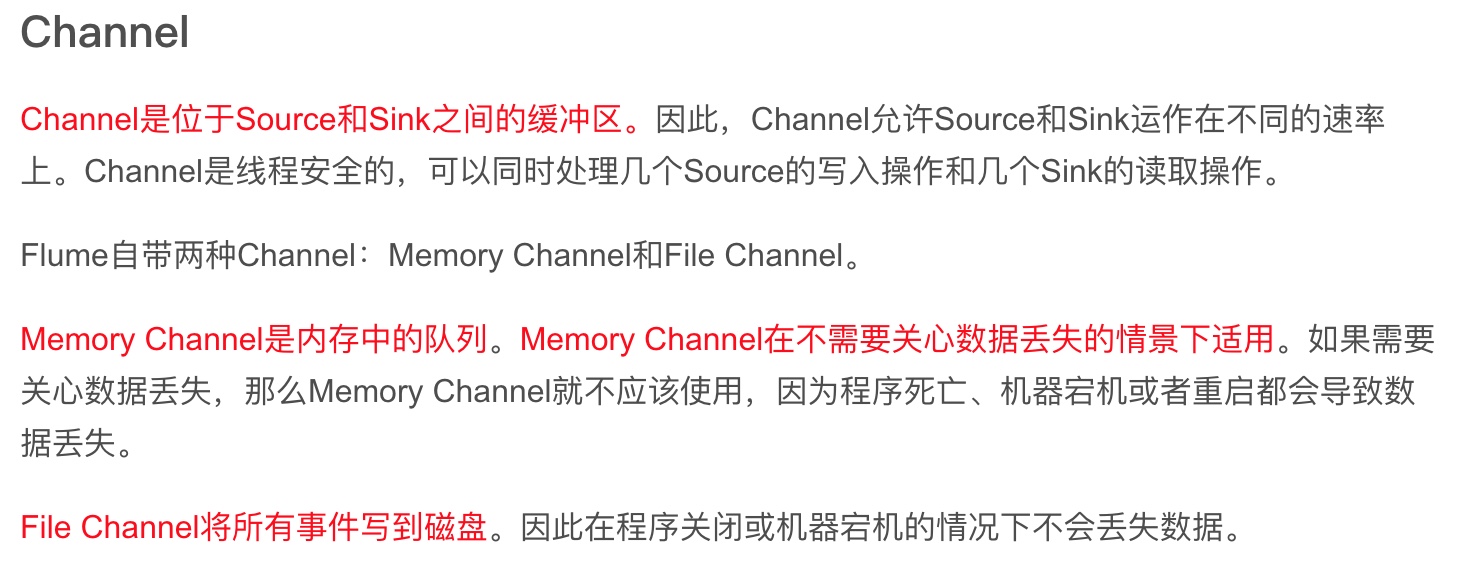 Channel
Channel是位于Source和Sink之间的缓冲区。因此，Channel允许Source和Sink运作在不同的速率
上。Channel是线程安全的，可以同时处理几个Source的写入操作和几个Sink的读取操作。
Flume自带两种Channel：Memory Channel和File Channel。
Memory Channel是内存中的队列。Memory Channel在不需要关心数据丢失的情景下适用。如果需要
关心数据丢失，那么Memory Channel就不应该使用，因为程序死亡、机器宕机或者重启都会导致数
据丢失。
File Channel将所有事件写到磁盘。因此在程序关闭或机器宕机的情况下不会丢失数据。